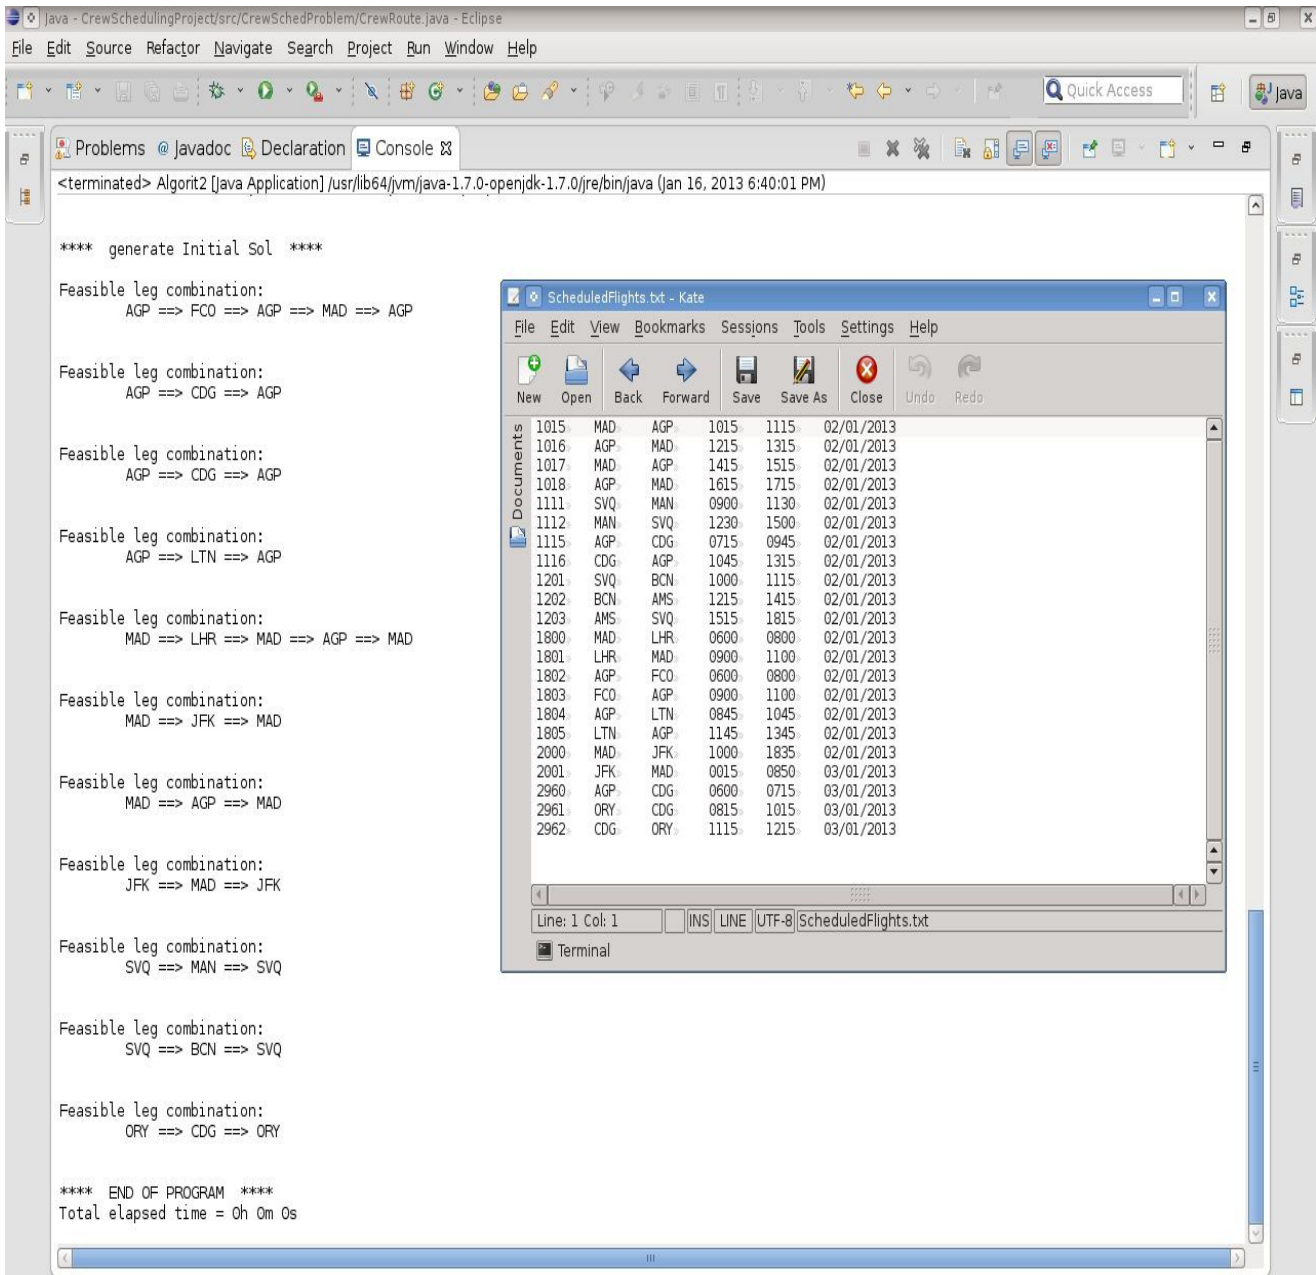 Java - CrewSchedulingProject/src/CrewSchedProblem/CrewRoute.java - Eclipse
File Edit Source Refactor Navigate Search Project Run Window Help
Quick Access
Java
Problems @ Javadoc Declaration Console
<terminated> Algorit2 [Java Application] /usr/lib64/jvm/java-1.7.0-openjdk-1.7.0/jre/bin/java (Jan 16, 2013 6:40:01 PM)
**** generate Initial Sol ****
Feasible leg combination:
AGP ==> FCO ==> AGP ==> MAD ==> AGP
Feasible leg combination:
AGP ==> CDG ==> AGP
Feasible leg combination:
AGP ==> CDG ==> AGP
Feasible leg combination:
AGP ==> LTN ==> AGP
Feasible leg combination:
MAD ==> LHR ==> MAD ==> AGP ==> MAD
Feasible leg combination:
MAD ==> JFK ==> MAD
Feasible leg combination:
MAD ==> AGP ==> MAD
Feasible leg combination:
JFK ==> MAD ==> JFK
Feasible leg combination:
SVQ ==> MAN ==> SVQ
Feasible leg combination:
SVQ ==> BCN ==> SVQ
Feasible leg combination:
ORY ==> CDG ==> ORY
**** END OF PROGRAM ****
Total elapsed time = 0h 0m 0s
ScheduledFlights.txt - Kate
File Edit View Bookmarks Sessions Tools Settings Help
New Open Back Forward Save Save As Close Undo Redo
Documents
1015 MAD AGP 1015 1115 02/01/2013
1016 AGP MAD 1215 1315 02/01/2013
1017 MAD AGP 1415 1515 02/01/2013
1018 AGP MAD 1615 1715 02/01/2013
1111 SVQ MAN 0900 1130 02/01/2013
1112 MAN SVQ 1230 1500 02/01/2013
1115 AGP CDG 0715 0945 02/01/2013
1116 CDG AGP 1045 1315 02/01/2013
1201 SVQ BCN 1000 1115 02/01/2013
1202 BCN AMS 1215 1415 02/01/2013
1203 AMS SVQ 1515 1815 02/01/2013
1800 MAD LHR 0600 0800 02/01/2013
1801 LHR MAD 0900 1100 02/01/2013
1802 AGP FCO 0600 0800 02/01/2013
1803 FCO AGP 0900 1100 02/01/2013
1804 AGP LTN 0845 1045 02/01/2013
1805 LTN AGP 1145 1345 02/01/2013
2000 MAD JFK 1000 1835 02/01/2013
2001 JFK MAD 0015 0850 03/01/2013
2960 AGP CDG 0600 0715 03/01/2013
2961 ORY CDG 0815 1015 03/01/2013
2962 CDG ORY 1115 1215 03/01/2013
Line: 1 Col: 1 INS LINE UTF-8 ScheduledFlights.txt
Terminal